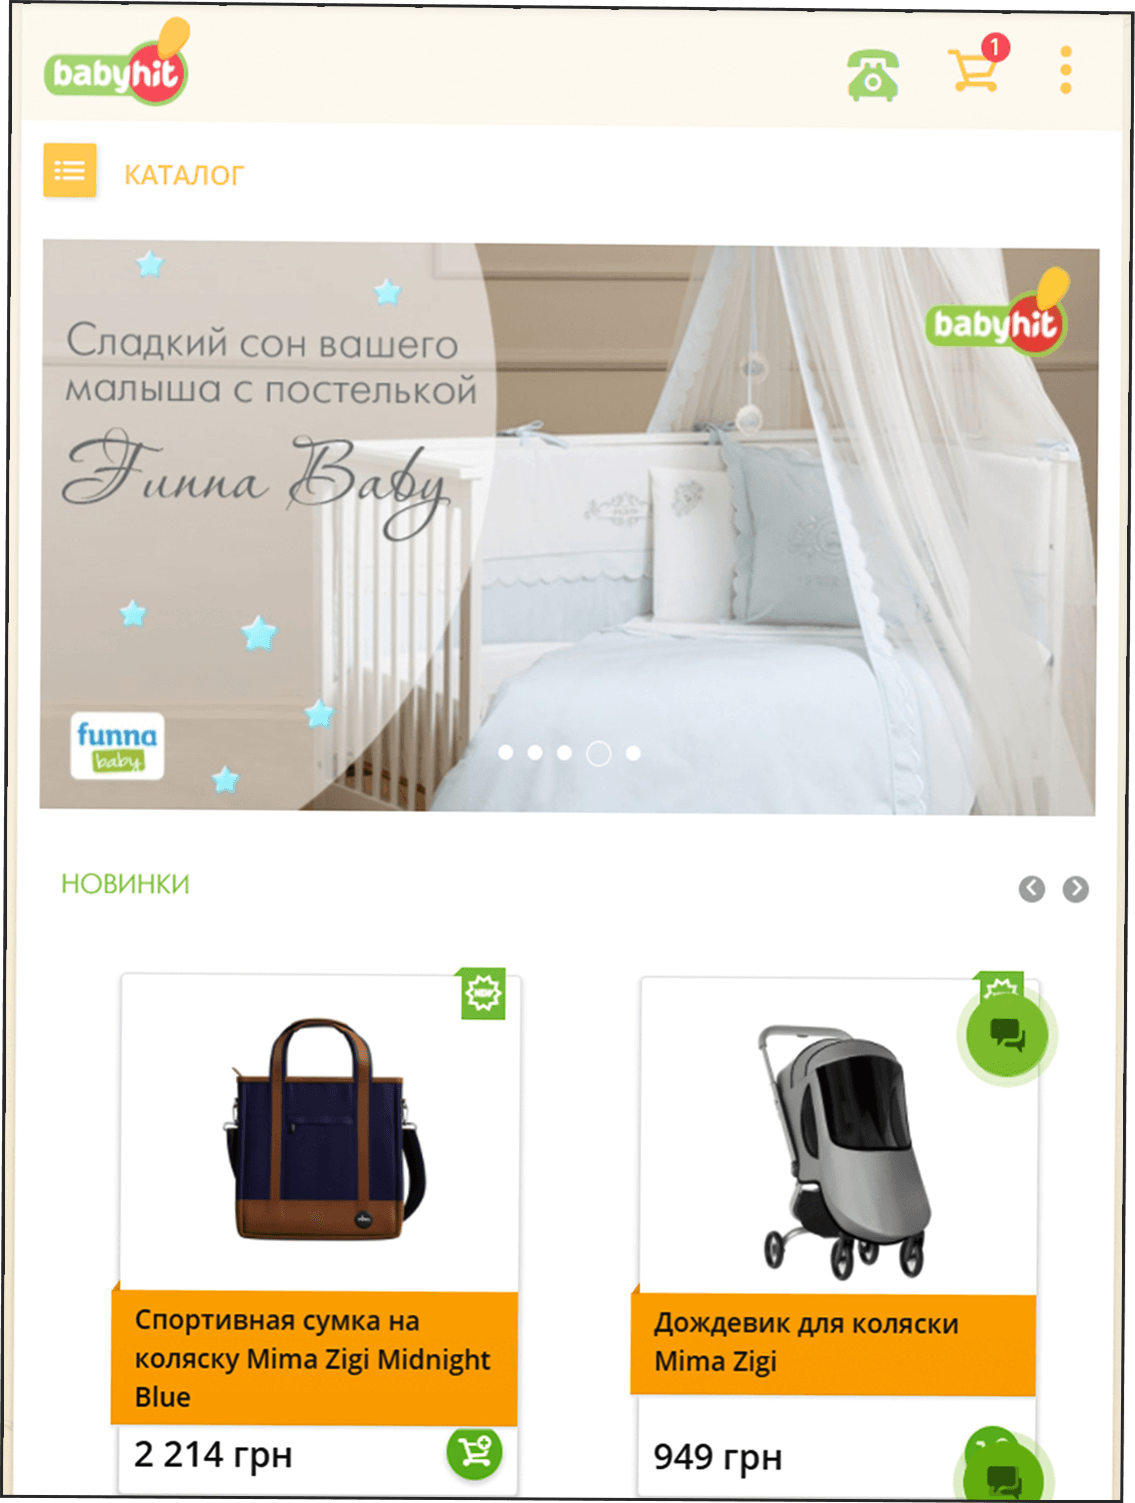 babyhit
1
КАТАЛОГ
Сладкий сон вашего
малыша с постелькой
Funna Baby
babyhit
funna
baby
НОВИНКИ
NEW
Спортивная сумка на
коляску Mima Zigi Midnight
Blue
2 214 грн
Дождевик для коляски
Mima Zigi
949 грн